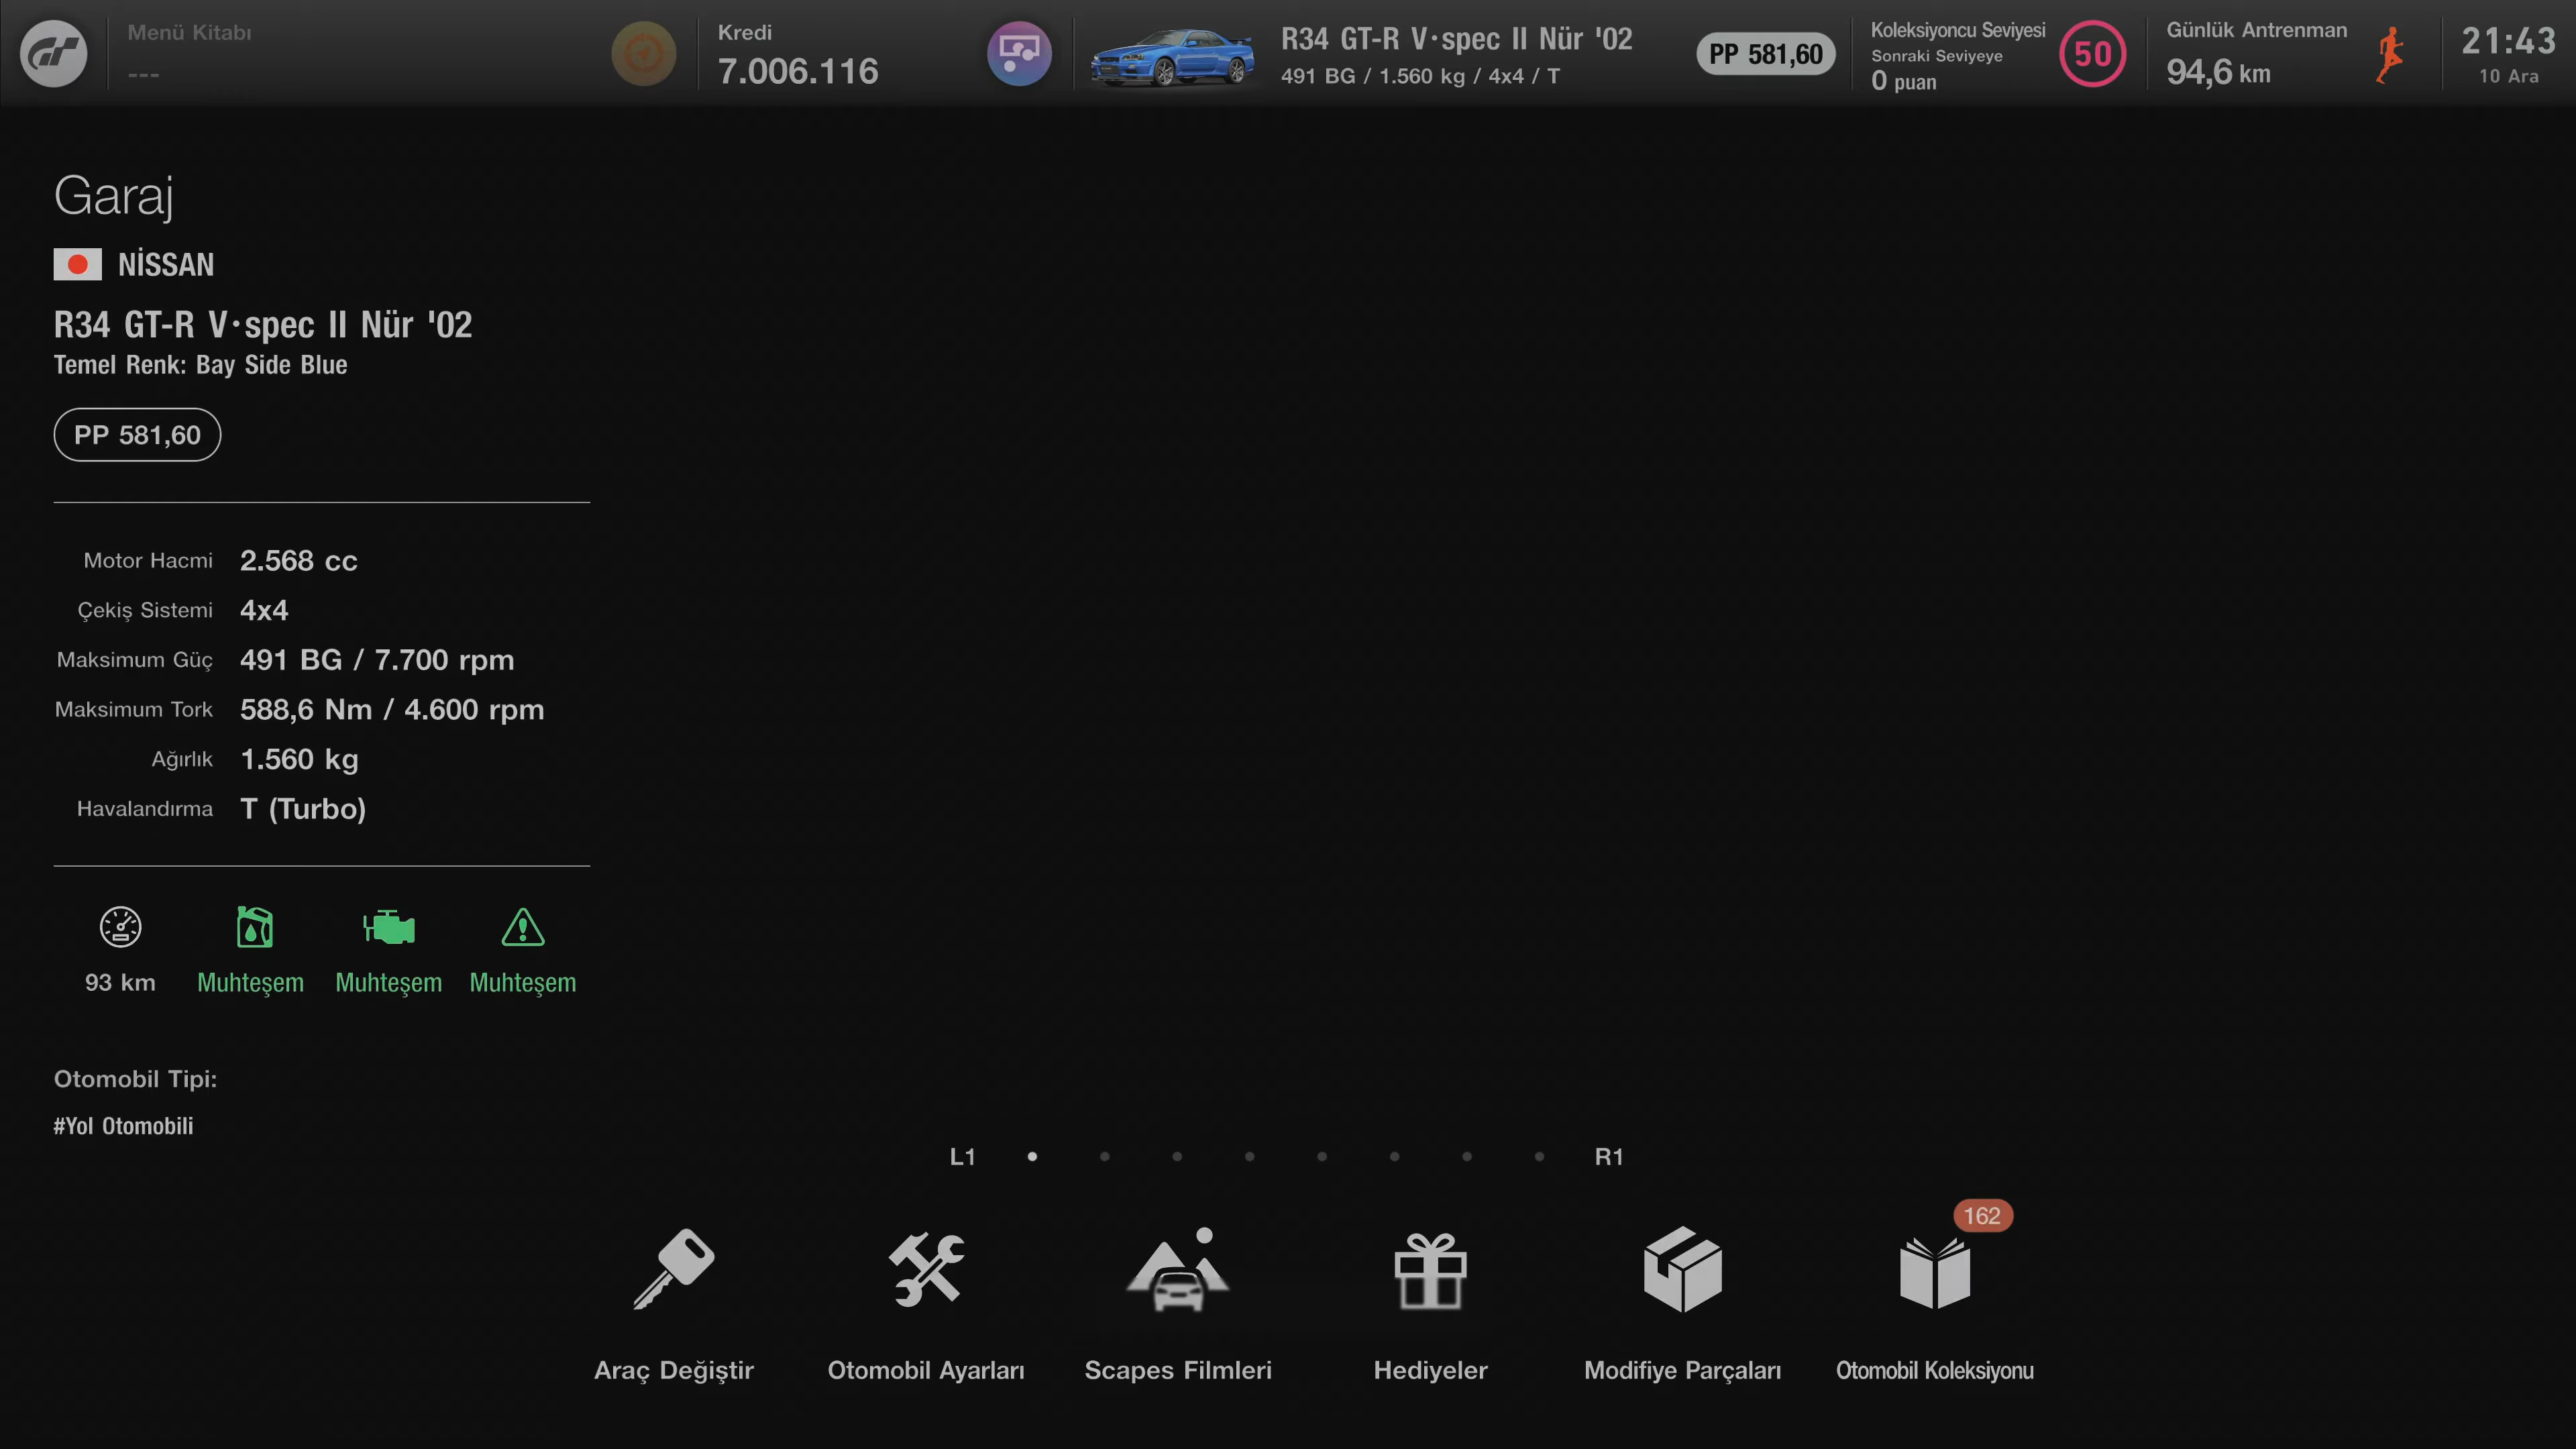 Menü Kitabı
---
Kredi
7.006.116
R34 GT-R V·spec II Nür '02
491 BG / 1.560 kg / 4x4 / T
PP 581,60
Koleksiyoncu Seviyesi
Sonraki Seviyeye
0 puan
50
Günlük Antrenman
94,6 km
21:43
10 Ara
Garaj
NİSSAN
R34 GT-R V·spec II Nür '02
Temel Renk: Bay Side Blue
PP 581,60
Motor Hacmi 2.568 cc
Çekiş Sistemi 4x4
Maksimum Güç 491 BG / 7.700 rpm
Maksimum Tork 588,6 Nm / 4.600 rpm
Ağırlık 1.560 kg
Havalandırma T (Turbo)
93 km Muhteşem Muhteşem Muhteşem
Otomobil Tipi:
#Yol Otomobili
L1 R1
162
Araç Değiştir Otomobil Ayarları Scapes Filmleri Hediyeler Modifiye Parçaları Otomobil Koleksiyonu